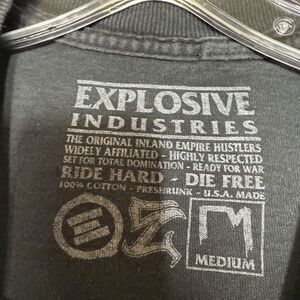 EXPLOSIVE
INDUSTRIES
THE ORIGINAL INLAND EMPIRE HUSTLERS
WIDELY AFFILIATED - HIGHLY RESPECTED
SET FOR TOTAL DOMINATION - READY FOR WAR
RIDE HARD - DIE FREE
100% COTTON - PRESHRUNK - U.S.A. MADE
M
MEDIUM